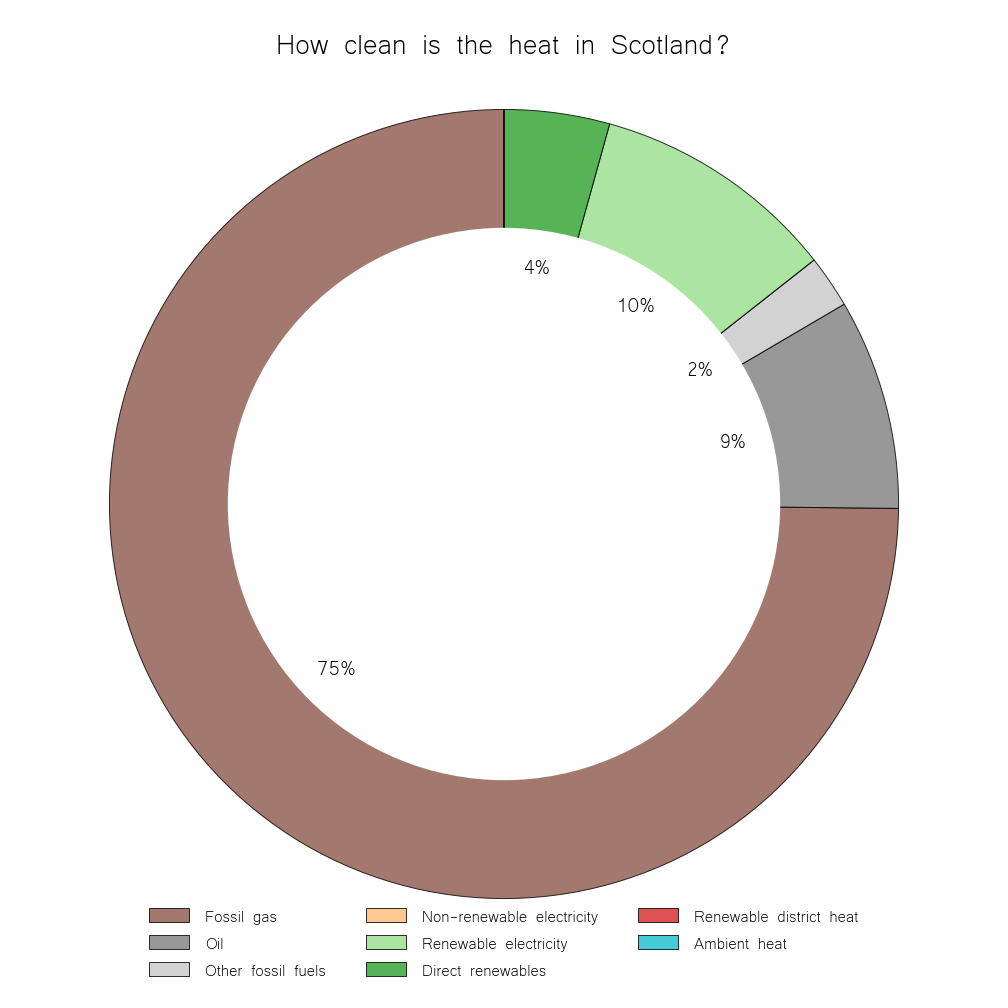 How clean is the heat in Scotland?
4%
10%
2%
9%
75%
Fossil gas
Oil
Other fossil fuels
Non-renewable electricity
Renewable electricity
Direct renewables
Renewable district heat
Ambient heat